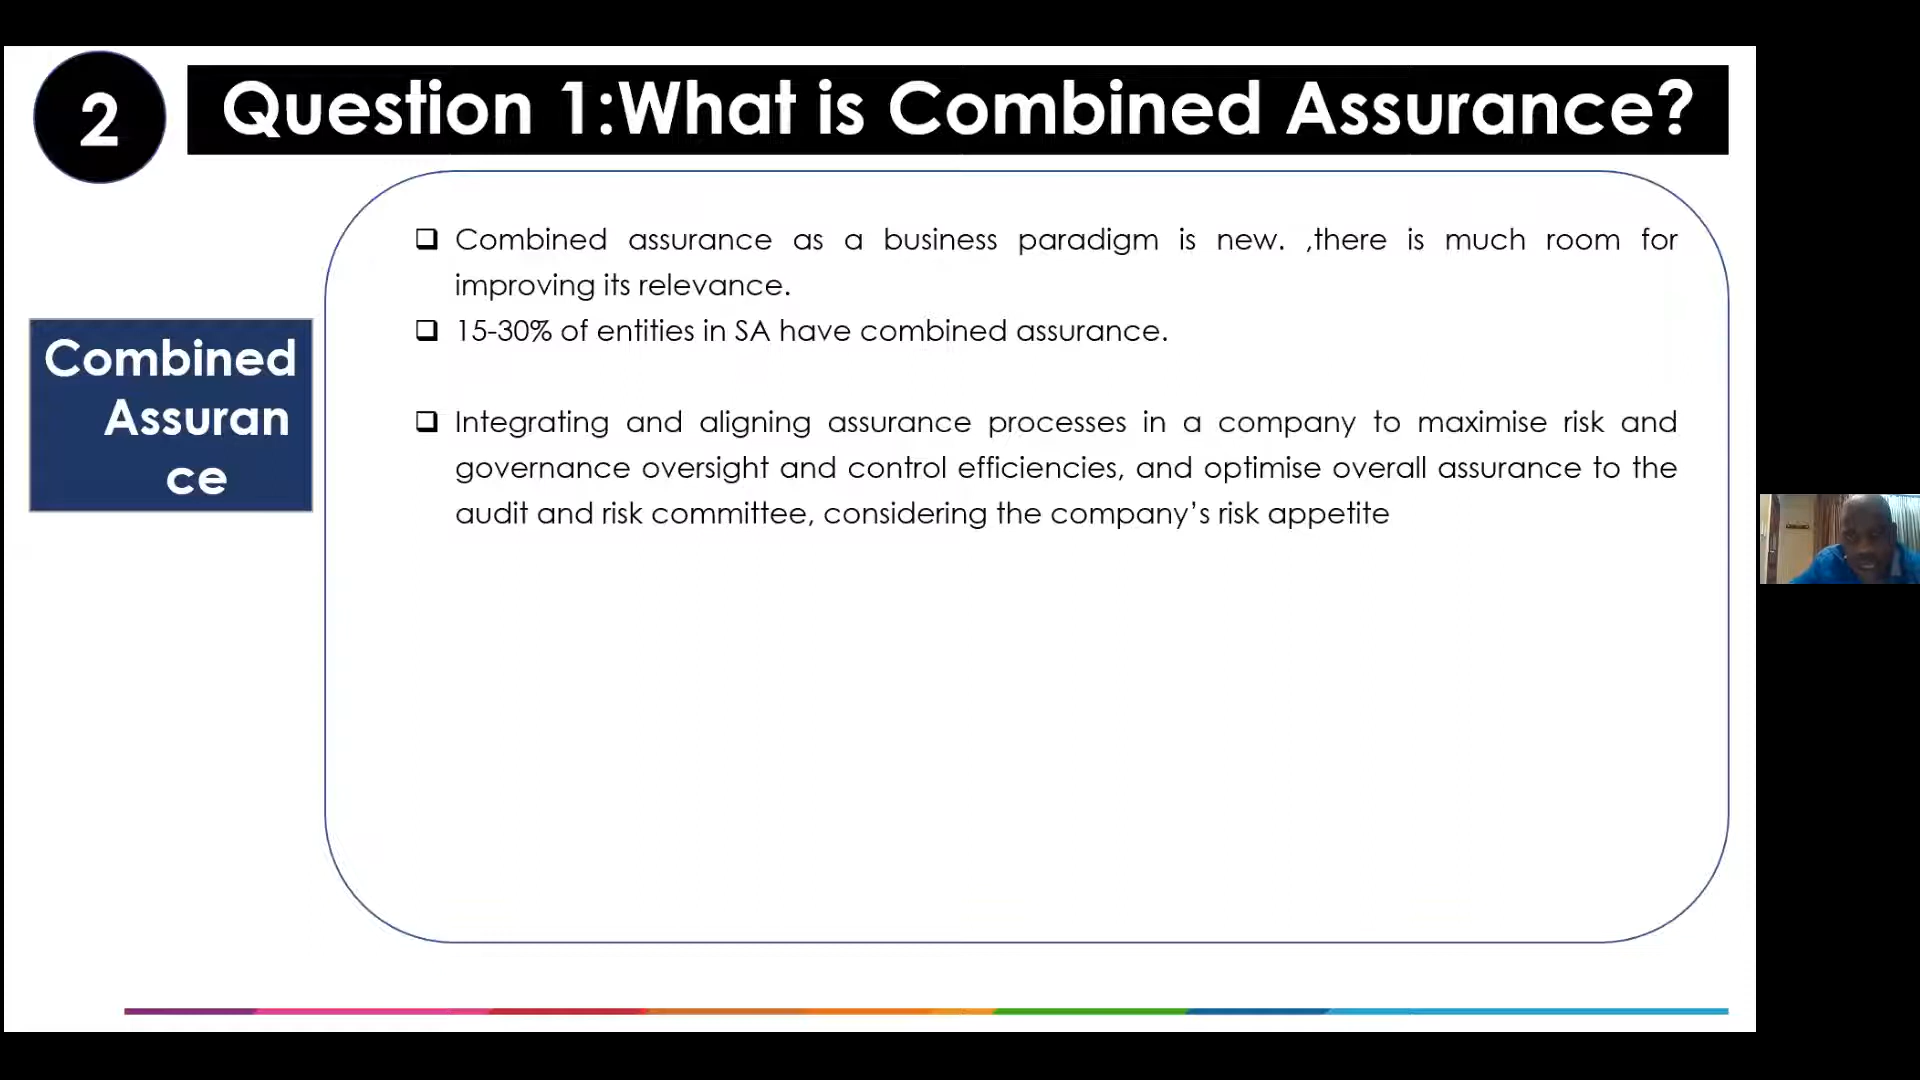 2
Question 1:What is Combined Assurance?
Combined
Assuran
ce
Combined assurance as a business paradigm is new. ,there is much room for
improving its relevance.
15-30% of entities in SA have combined assurance.
Integrating and aligning assurance processes in a company to maximise risk and
governance oversight and control efficiencies, and optimise overall assurance to the
audit and risk committee, considering the company’s risk appetite